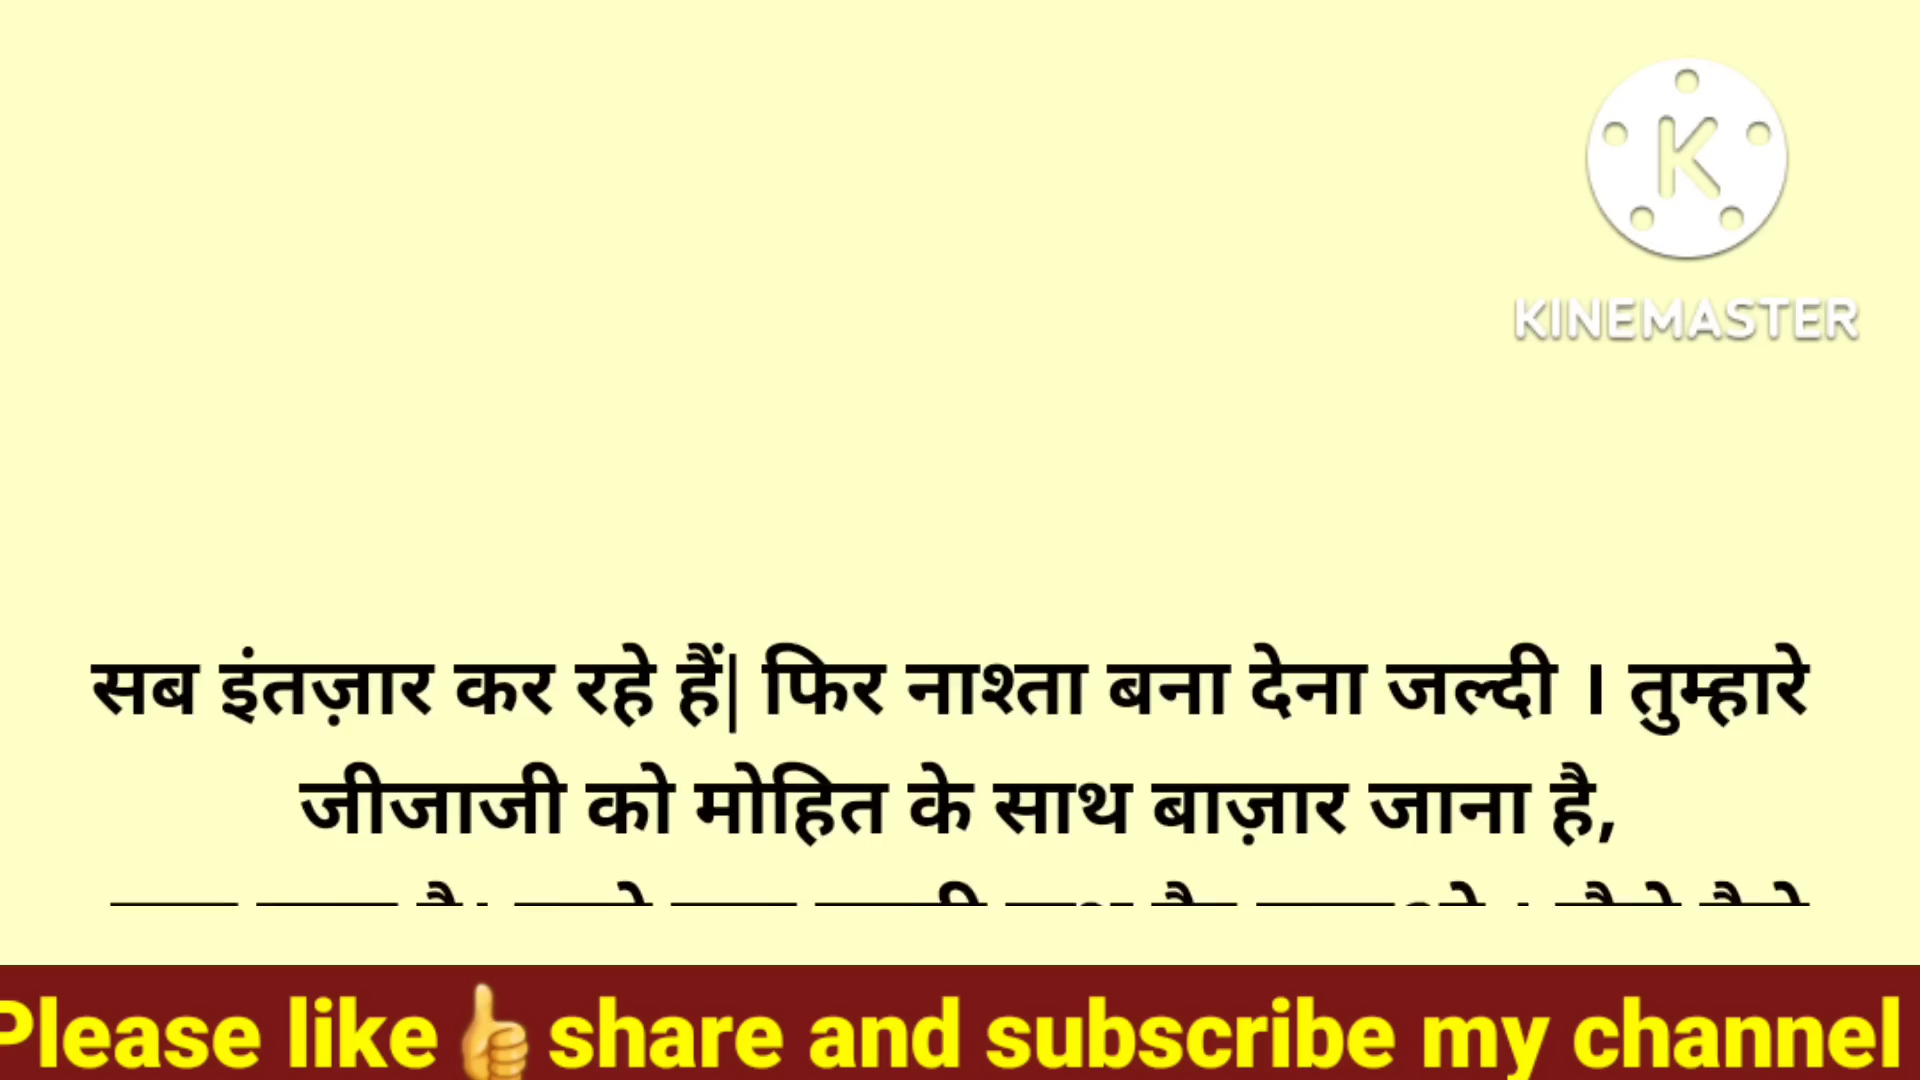 KINEMASTER
सब इंतज़ार कर रहे हैं| फिर नाश्ता बना देना जल्दी । तुम्हारे
जीजाजी को मोहित के साथ बाज़ार जाना है,
Please like 👍 share and subscribe my channel